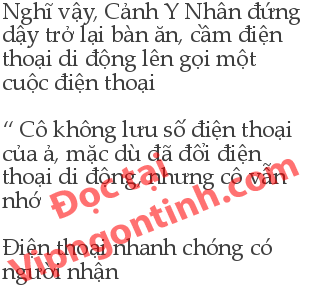 Nghĩ vậy, Cảnh Y Nhân đứng
dậy trở lại bàn ăn, cầm điện
thoại di động lên gọi một
cuộc điện thoại
“ Cô không lưu số điện thoại
của ả, mặc dù đã đổi điện
thoại di động nhưng cô vẫn
nhớ
Điện thoại nhanh chóng có
người nhận
Đọc tại
Vipngontinh.com